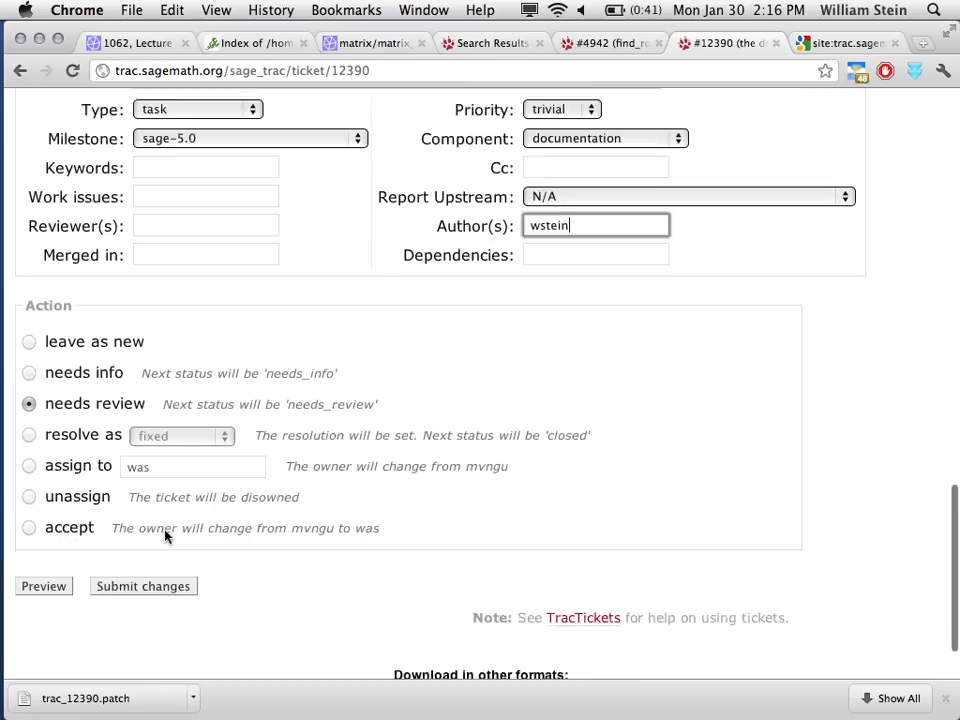 Chrome File Edit View History Bookmarks Window Help (0:41) Mon Jan 30 2:16 PM William Stein
1062, Lecture Index of /hom matrix/matrix_ Search Results #4942 (find_ro #12390 (the d site:trac.sagem
trac.sagemath.org/sage_trac/ticket/12390 48
Type: task Priority: trivial
Milestone: sage-5.0 Component: documentation
Keywords: Cc:
Work issues: Report Upstream: N/A
Reviewer(s): Author(s): wstein
Merged in: Dependencies:
Action
leave as new
needs info Next status will be 'needs_info'
needs review Next status will be 'needs_review'
resolve as fixed The resolution will be set. Next status will be 'closed'
assign to was The owner will change from mvngu
unassign The ticket will be disowned
accept The owner will change from mvngu to was
Preview Submit changes
Note: See TracTickets for help on using tickets.
Download in other formats:
trac_12390.patch Show All